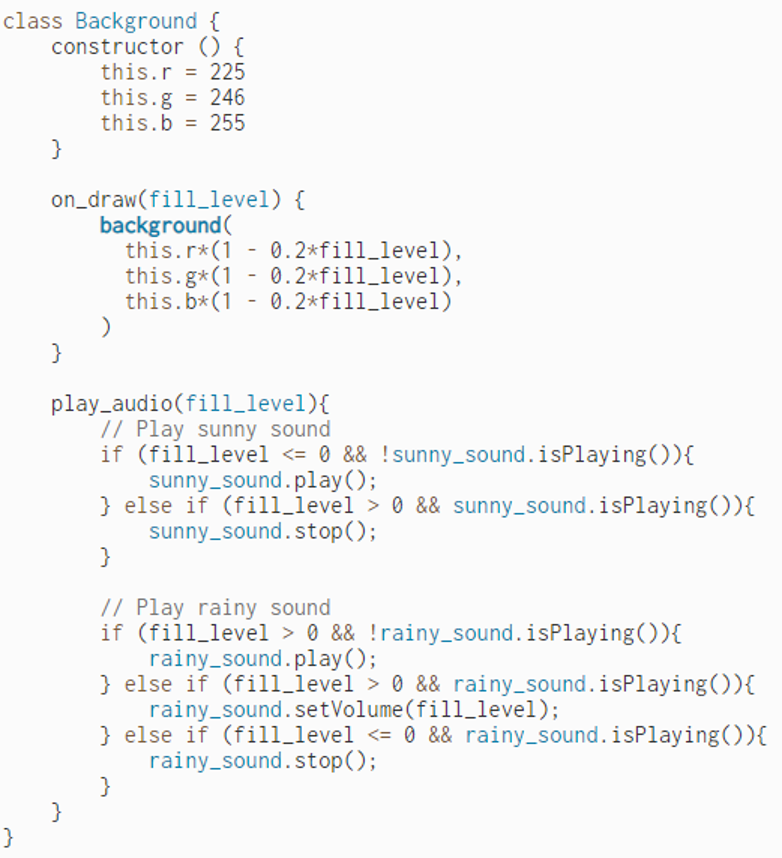 class Background {
    constructor () {
        this.r = 225
        this.g = 246
        this.b = 255
    }

    on_draw(fill_level) {
        background(
          this.r*(1 - 0.2*fill_level),
          this.g*(1 - 0.2*fill_level),
          this.b*(1 - 0.2*fill_level)
        )
    }

    play_audio(fill_level){
        // Play sunny sound
        if (fill_level <= 0 && !sunny_sound.isPlaying()){
            sunny_sound.play();
        } else if (fill_level > 0 && sunny_sound.isPlaying()){
            sunny_sound.stop();
        }

        // Play rainy sound
        if (fill_level > 0 && !rainy_sound.isPlaying()){
            rainy_sound.play();
        } else if (fill_level > 0 && rainy_sound.isPlaying()){
            rainy_sound.setVolume(fill_level);
        } else if (fill_level <= 0 && rainy_sound.isPlaying()){
            rainy_sound.stop();
        }
    }
}